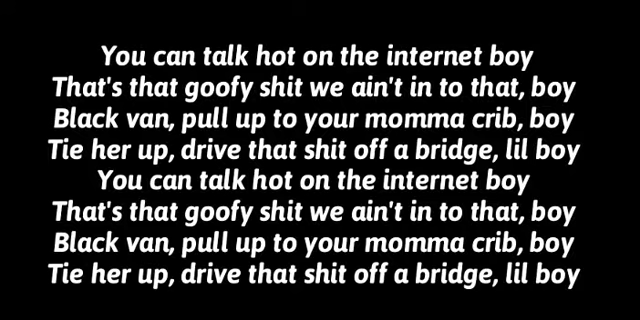 You can talk hot on the internet boy
That's that goofy shit we ain't in to that, boy
Black van, pull up to your momma crib, boy
Tie her up, drive that shit off a bridge, lil boy
You can talk hot on the internet boy
That's that goofy shit we ain't in to that, boy
Black van, pull up to your momma crib, boy
Tie her up, drive that shit off a bridge, lil boy